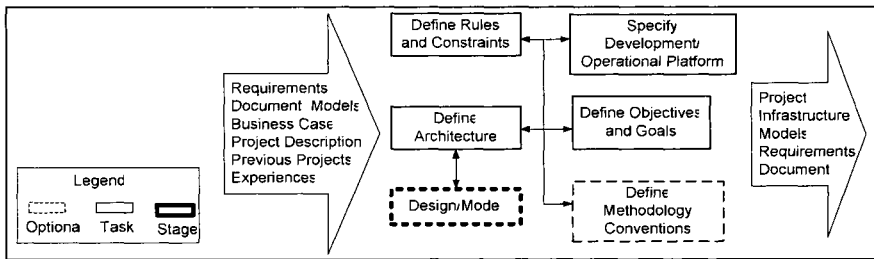 Requirements
Document Models
Business Case
Project Description
Previous Projects
Experiences
Define Rules
and Constraints
Specify
Development/
Operational Platform
Define
Architecture
Define Objectives
and Goals
Design/Mode
Define
Methodology
Conventions
Project
Infrastructure
Models
Requirements
Document
Legend
Optiona
Task
Stage